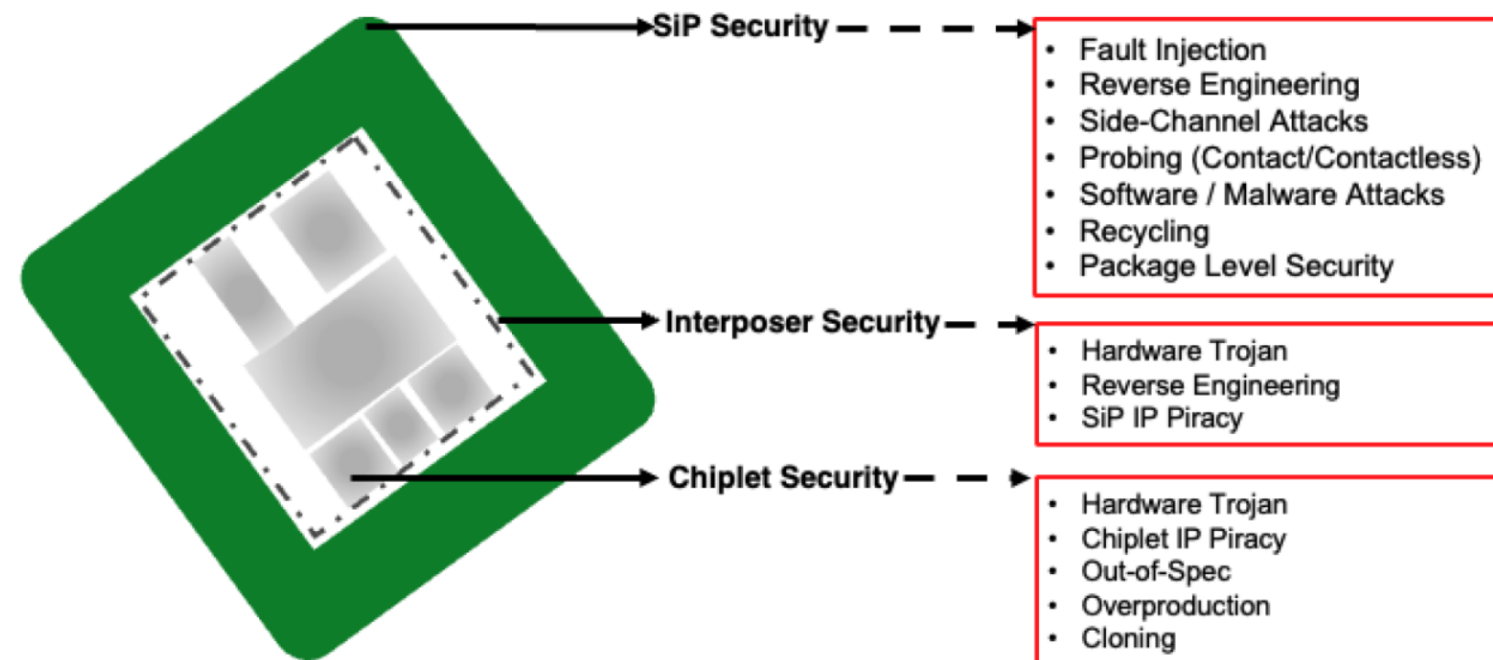 SiP Security
• Fault Injection
• Reverse Engineering
• Side-Channel Attacks
• Probing (Contact/Contactless)
• Software / Malware Attacks
• Recycling
• Package Level Security
Interposer Security
• Hardware Trojan
• Reverse Engineering
• SiP IP Piracy
Chiplet Security
• Hardware Trojan
• Chiplet IP Piracy
• Out-of-Spec
• Overproduction
• Cloning